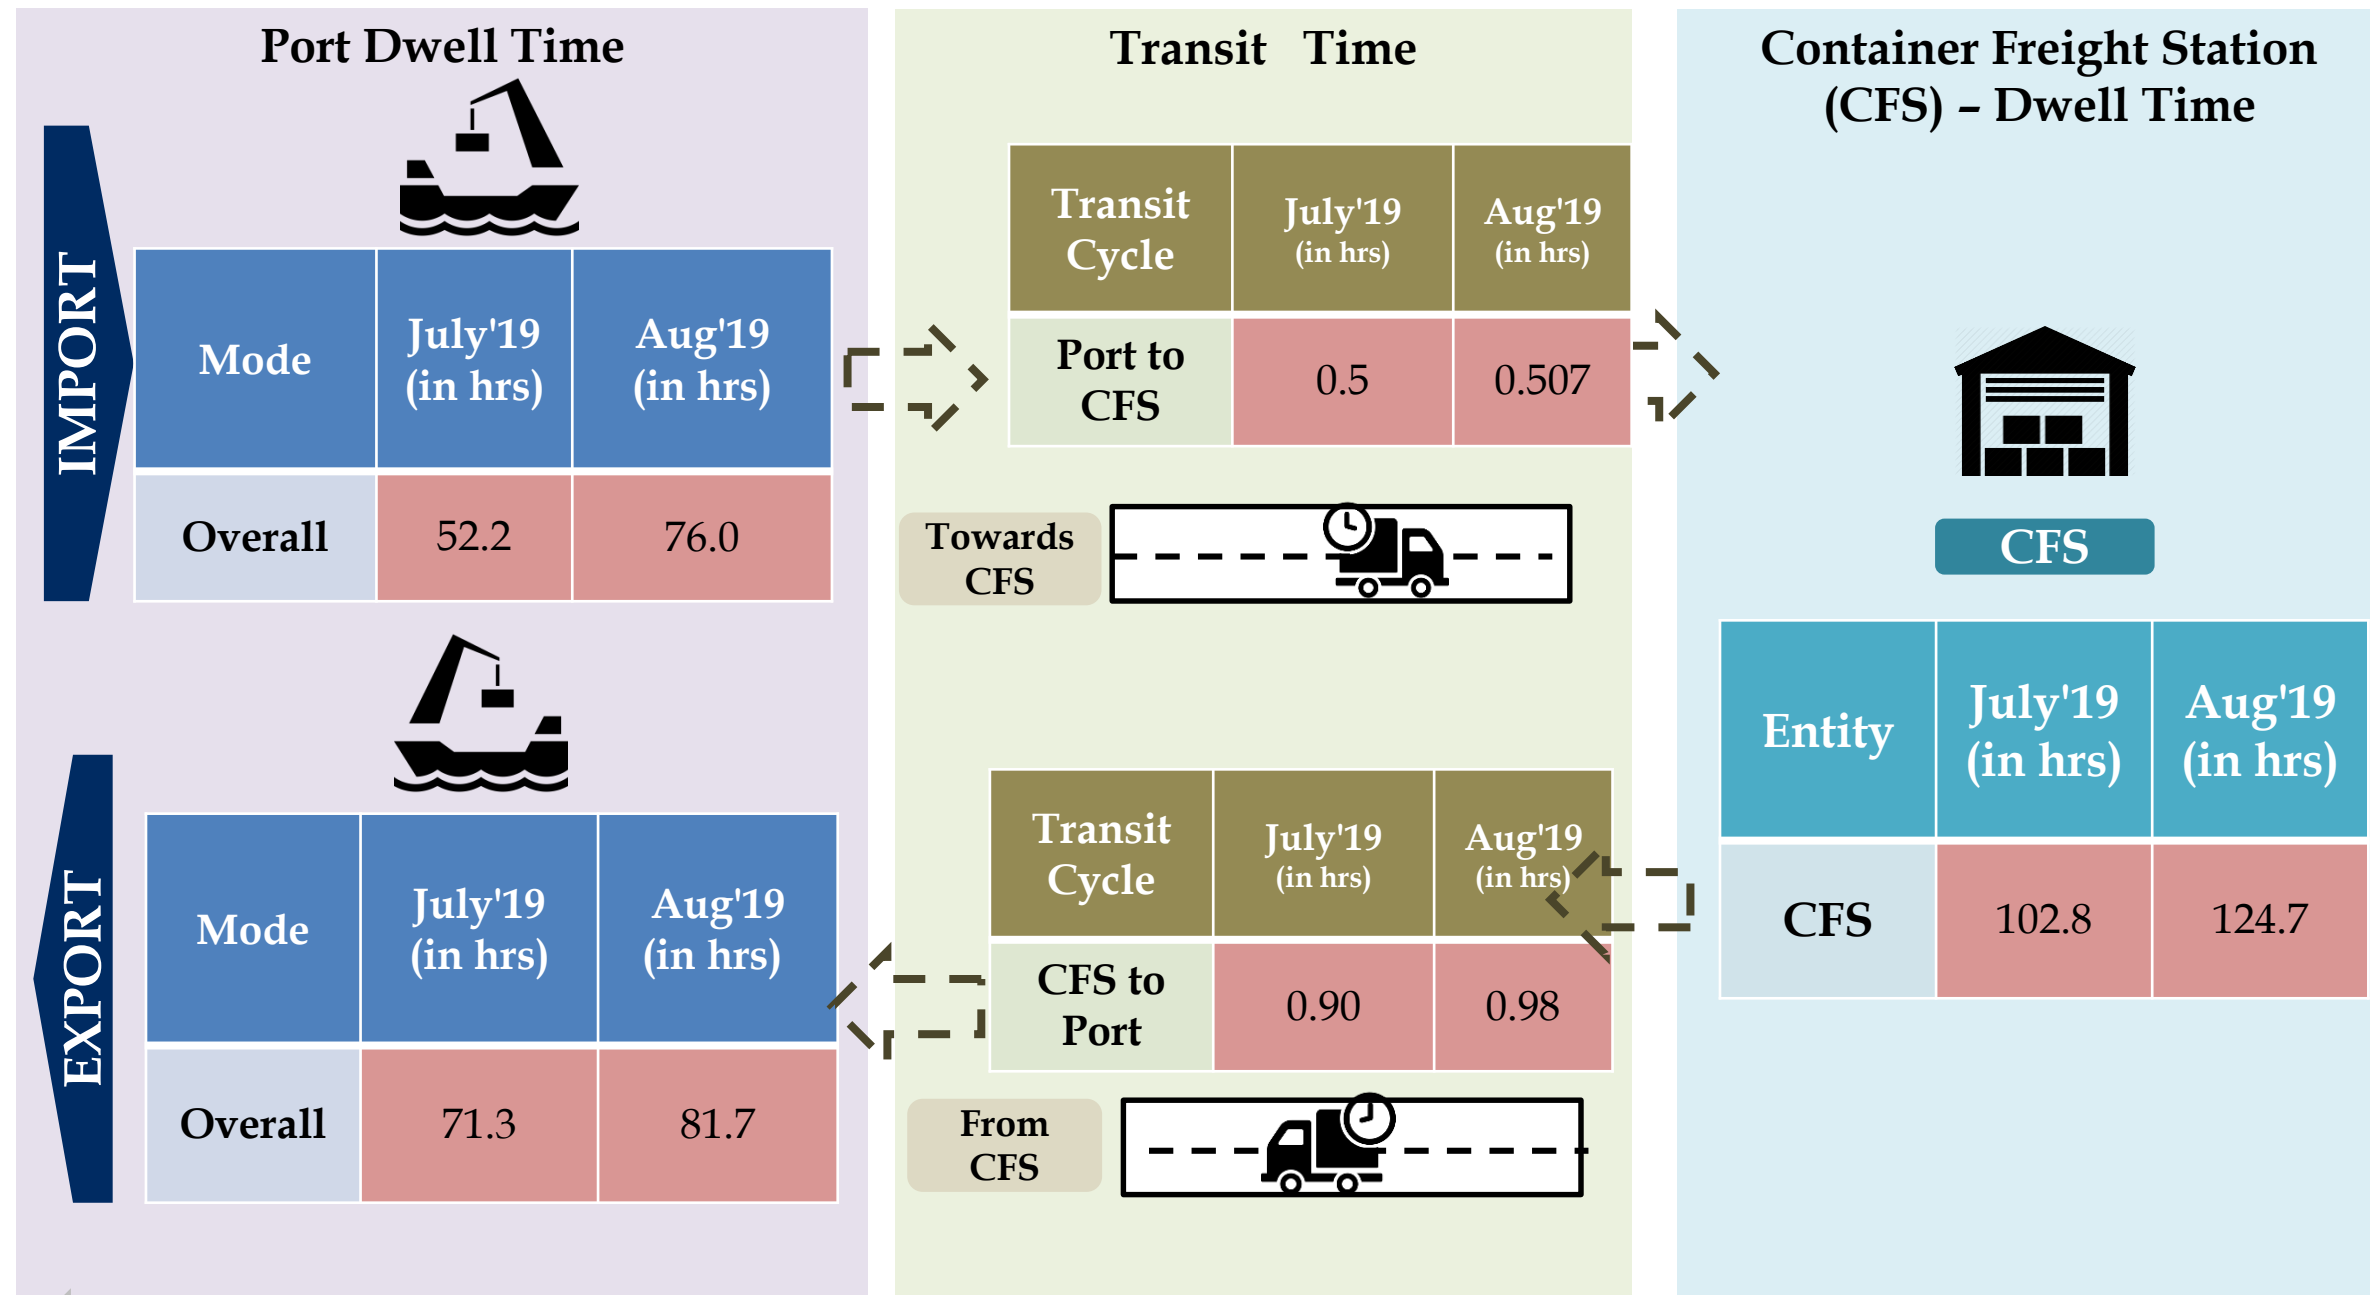 Port Dwell Time
IMPORT
Mode
July'19
(in hrs)
Aug'19
(in hrs)
Overall
52.2
76.0
EXPORT
Mode
July'19
(in hrs)
Aug'19
(in hrs)
Overall
71.3
81.7
Transit Time
Transit
Cycle
July'19
(in hrs)
Aug'19
(in hrs)
Port to
CFS
0.5
0.507
Towards
CFS
Transit
Cycle
July'19
(in hrs)
Aug'19
(in hrs)
CFS to
Port
0.90
0.98
From
CFS
Container Freight Station
(CFS) – Dwell Time
CFS
Entity
July'19
(in hrs)
Aug'19
(in hrs)
CFS
102.8
124.7